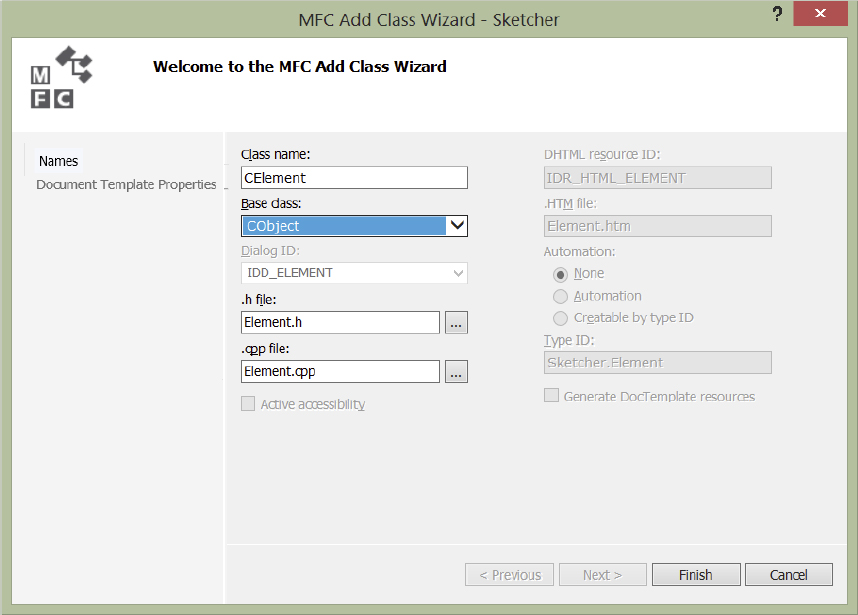 MFC Add Class Wizard - Sketcher
?
M
F C
Welcome to the MFC Add Class Wizard
Names
Document Template Properties
Class name:
CElement
Base class:
CObject
Dialog ID:
IDD_ELEMENT
.h file:
Element.h
...
.cpp file:
Element.cpp
...
Active accessibility
DHTML resource ID:
IDR_HTML_ELEMENT
.HTM file:
Element.htm
Automation:
None
Automation
Creatable by type ID
Type ID:
Sketcher.Element
Generate DocTemplate resources
< Previous
Next >
Finish
Cancel